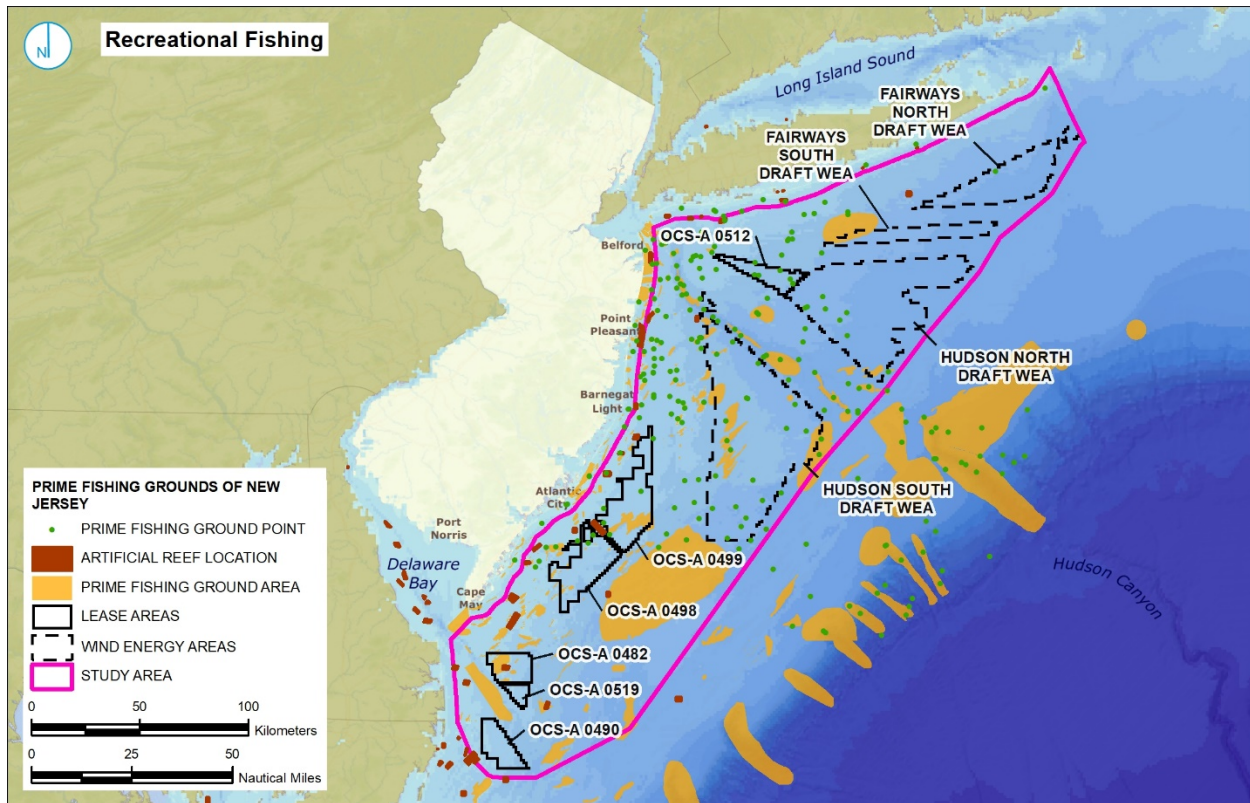 N
Recreational Fishing
Long Island Sound
FAIRWAYS
NORTH
DRAFT WEA
FAIRWAYS
SOUTH
DRAFT WEA
OCS-A 0512
Belford
Point
Pleasant
HUDSON NORTH
DRAFT WEA
Barnegat
Light
HUDSON SOUTH
DRAFT WEA
Atlantic
City
Port
Norris
Delaware
Bay
Cape
May
OCS-A 0499
OCS-A 0498
Hudson Canyon
OCS-A 0482
OCS-A 0519
OCS-A 0490
PRIME FISHING GROUNDS OF NEW
JERSEY
PRIME FISHING GROUND POINT
ARTIFICIAL REEF LOCATION
PRIME FISHING GROUND AREA
LEASE AREAS
WIND ENERGY AREAS
STUDY AREA
0 50 100
Kilometers
0 25 50
Nautical Miles